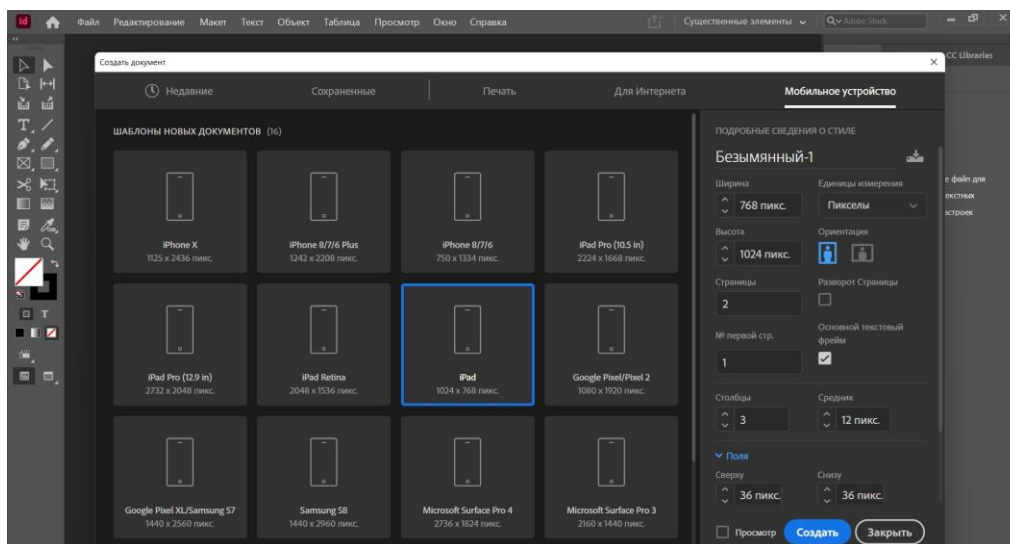 Id Файл Редактирование Макет Текст Объект Таблица Просмотр Окно Справка Существенные элементы Adobe Stock
CC Libraries
Создать документ
Недавние Сохраненные Печать Для Интернета Мобильное устройство
ШАБЛОНЫ НОВЫХ ДОКУМЕНТОВ (16)
iPhone X
1125 x 2436 пикс.
iPhone 8/7/6 Plus
1242 x 2208 пикс.
iPhone 8/7/6
750 x 1334 пикс.
iPad Pro (10.5 in)
2224 x 1668 пикс.
iPad Pro (12.9 in)
2732 x 2048 пикс.
iPad Retina
2048 x 1536 пикс.
iPad
1024 x 768 пикс.
Google Pixel/Pixel 2
1080 x 1920 пикс.
Google Pixel XL/Samsung S7
1440 x 2560 пикс.
Samsung S8
1440 x 2960 пикс.
Microsoft Surface Pro 4
2736 x 1824 пикс.
Microsoft Surface Pro 3
2160 x 1440 пикс.
ПОДРОБНЫЕ СВЕДЕНИЯ О СТИЛЕ
Безымянный-1
Ширина Единицы измерения
768 пикс. Пикселы
Высота Ориентация
1024 пикс.
Страницы Разворот Страницы
2
№ первой стр. Основной текстовый
фрейм
1
Столбцы Средник
3 12 пикс.
Поля
Сверху Снизу
36 пикс. 36 пикс.
Просмотр Создать Закрыть
файл для